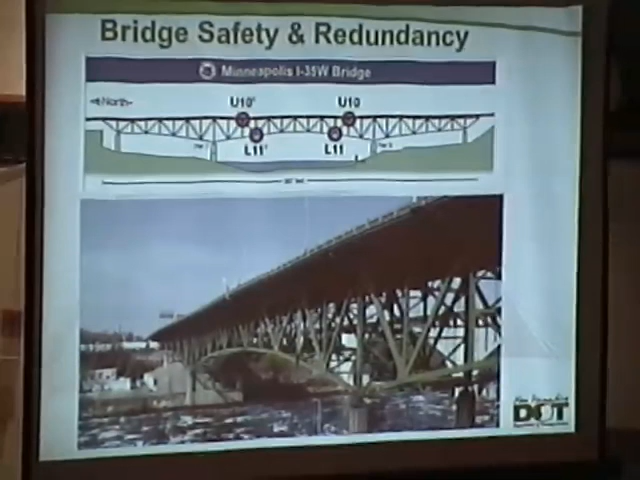 Bridge Safety & Redundancy
Minneapolis I-35W Bridge
North
U10' U10
L11' L11
DOT